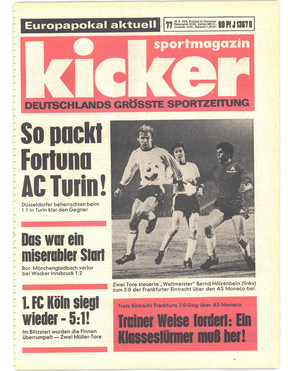 Europapokal aktuell
77
80 Pf J 1367 B
sportmagazin
kicker
DEUTSCHLANDS GRÖSSTE SPORTZEITUNG
So packt
Fortuna
AC Turin!
Düsseldorfer beherrschten beim
1:1 in Turin klar den Gegner
Das war ein
miserabler Start
Bor. Mönchengladbach verlor
bei Wacker Innsbruck 1:2
1. FC Köln siegt
wieder - 5:1!
Im Blitzstart wurden die Finnen
überrumpelt — Zwei Müller-Tore
Zwei Tore steuerte „Weltmeister" Bernd Hölzenbein (links)
zum 3:0 der Frankfurter Eintracht über den AS Monaco bei.
Trotz Eintracht Frankfurts 3:0-Sieg über AS Monaco
Trainer Weise fordert: Ein
Klassestürmer muß her!